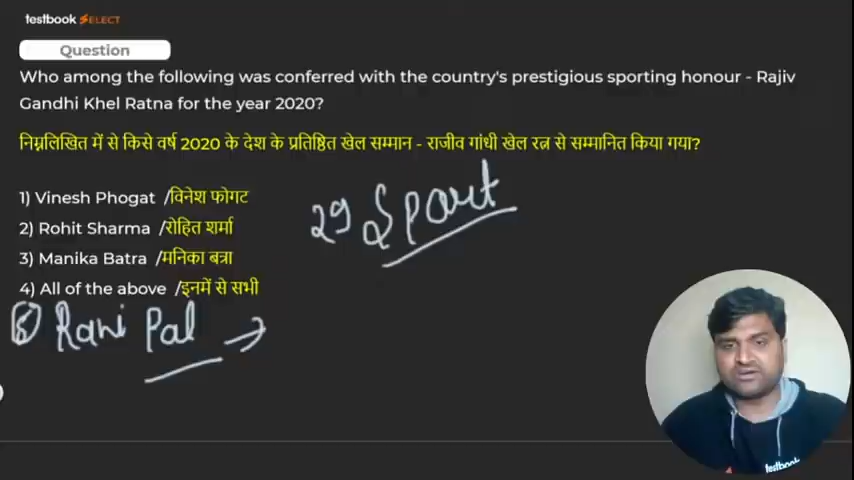 testbook SELECT
Question
Who among the following was conferred with the country's prestigious sporting honour - Rajiv
Gandhi Khel Ratna for the year 2020?
निम्नलिखित में से किसे वर्ष 2020 के देश के प्रतिष्ठित खेल सम्मान - राजीव गांधी खेल रत्न से सम्मानित किया गया?
1) Vinesh Phogat /विनेश फोगट
2) Rohit Sharma /रोहित शर्मा
3) Manika Batra /मनिका बत्रा
4) All of the above /इनमें से सभी
29 Sport
Rani Pal
testbook